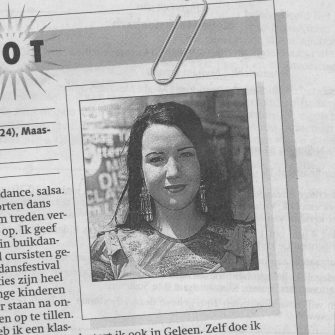 OT
24), Maas-
dance, salsa.
orten dans
m treden ver-
op. Ik geef
in buikdan-
l cursisten ge-
dansfestival
ties zijn heel
nge kinderen
r staan na on-
en op te tillen.
eb ik een klas-
ik ook in Geleen. Zelf doe ik